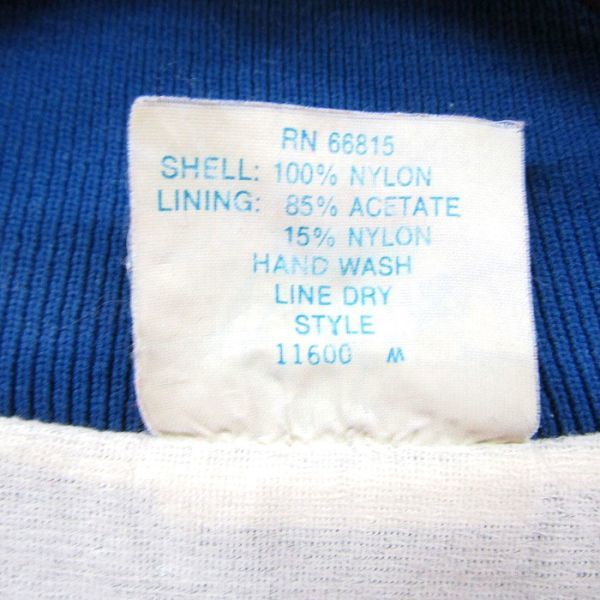 RN 66815
SHELL: 100% NYLON
LINING: 85% ACETATE
15% NYLON
HAND WASH
LINE DRY
STYLE
11600 W